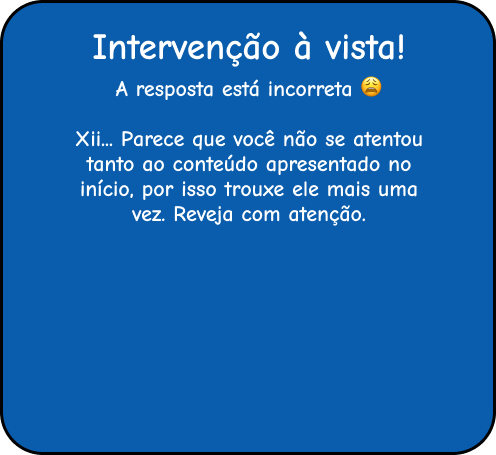 Intervenção à vista!
A resposta está incorreta 😩
Xii... Parece que você não se atentou
tanto ao conteúdo apresentado no
início, por isso trouxe ele mais uma
vez. Reveja com atenção.